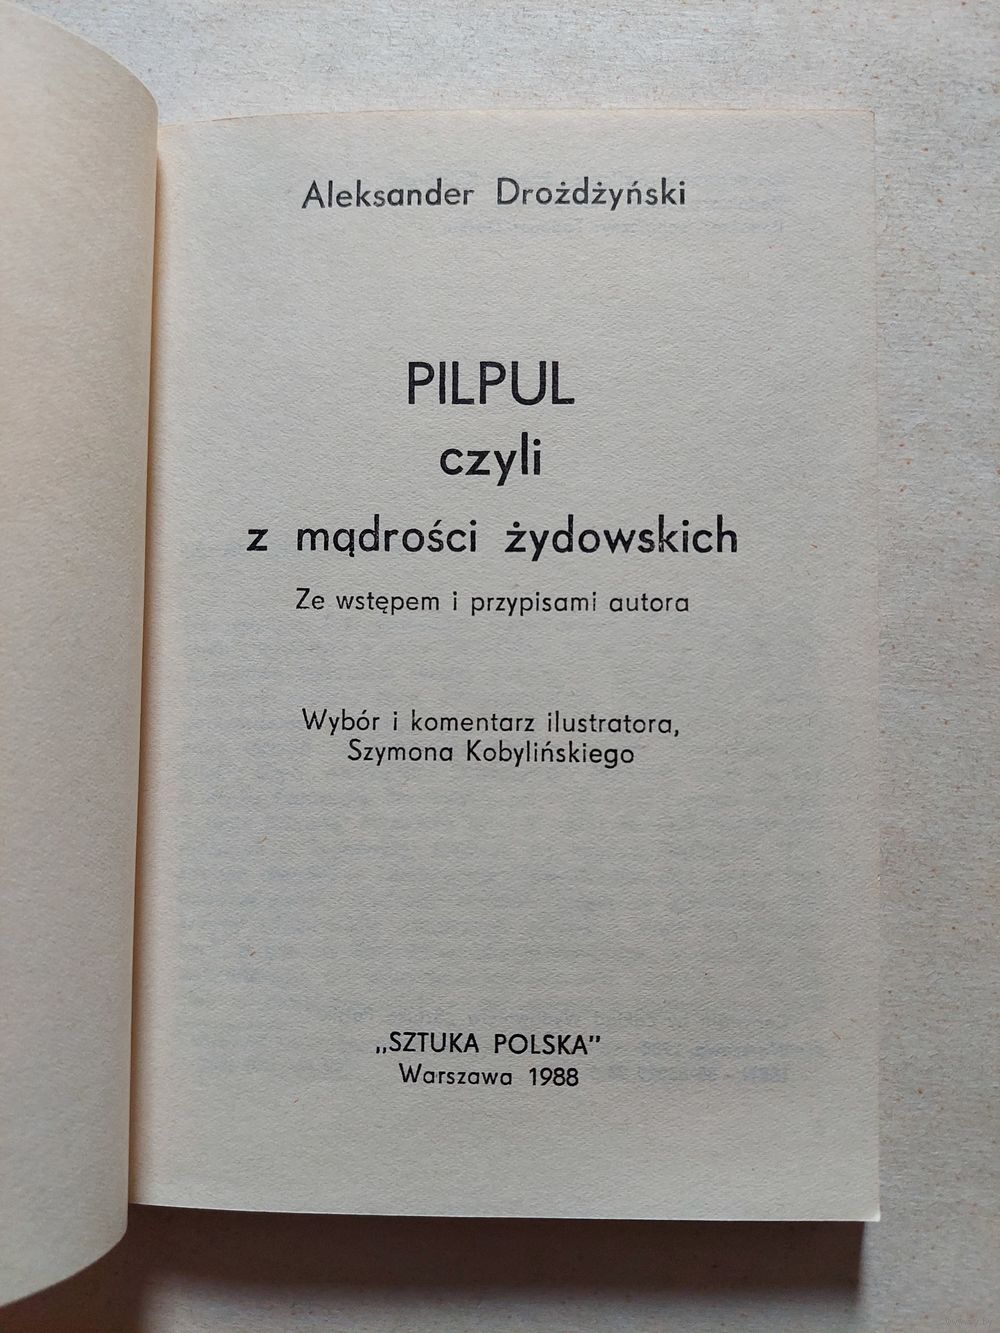 Aleksander Drożdżyński
PILPUL
czyli
z mądrości żydowskich
Ze wstępem i przypisami autora
Wybór i komentarz ilustratora,
Szymona Kobylińskiego
„SZTUKA POLSKA”
Warszawa 1988